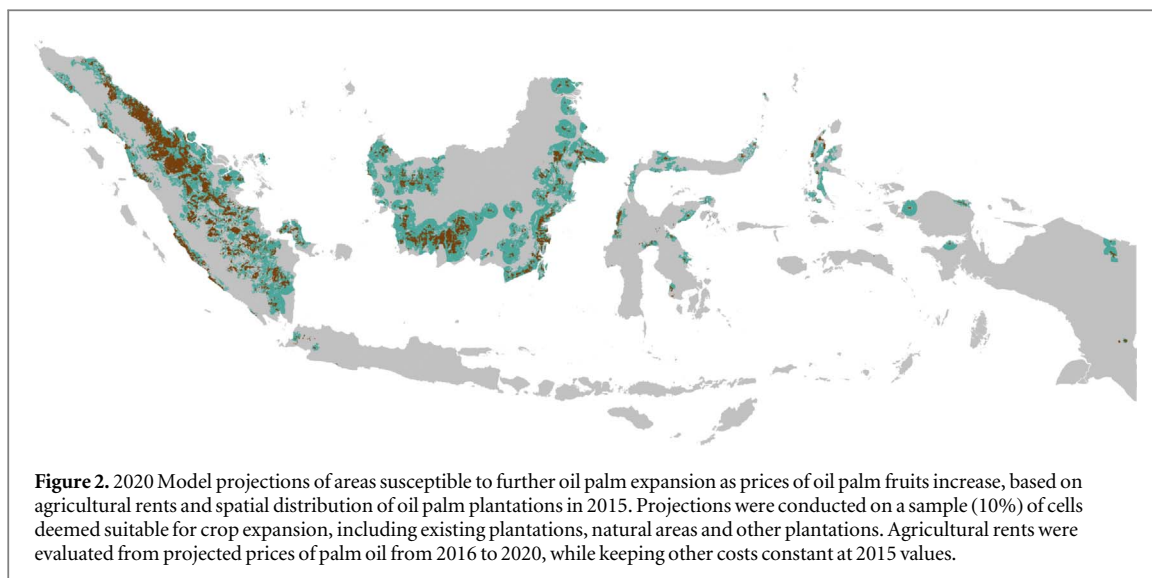 Figure 2. 2020 Model projections of areas susceptible to further oil palm expansion as prices of oil palm fruits increase, based on
agricultural rents and spatial distribution of oil palm plantations in 2015. Projections were conducted on a sample (10%) of cells
deemed suitable for crop expansion, including existing plantations, natural areas and other plantations. Agricultural rents were
evaluated from projected prices of palm oil from 2016 to 2020, while keeping other costs constant at 2015 values.